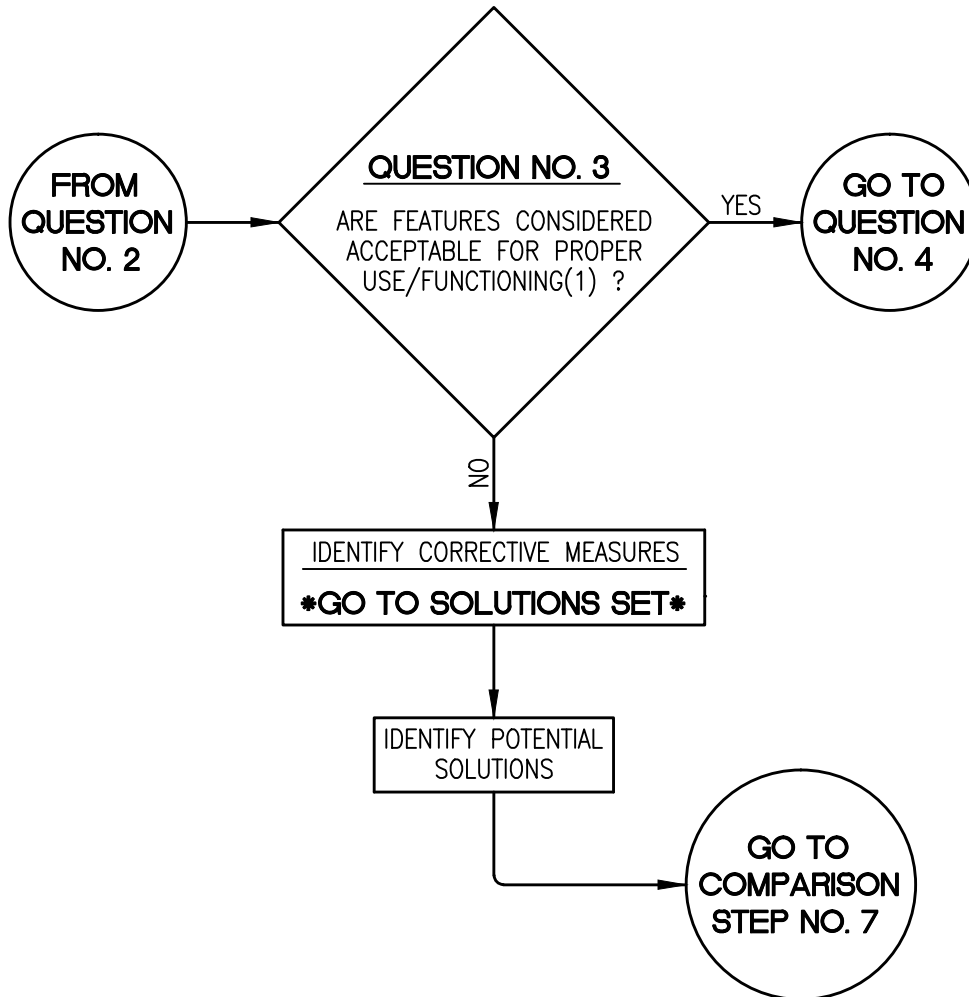 FROM
QUESTION
NO. 2
QUESTION NO. 3
ARE FEATURES CONSIDERED
ACCEPTABLE FOR PROPER
USE/FUNCTIONING(1) ?
YES
GO TO
QUESTION
NO. 4
NO
IDENTIFY CORRECTIVE MEASURES
*GO TO SOLUTIONS SET*
IDENTIFY POTENTIAL
SOLUTIONS
GO TO
COMPARISON
STEP NO. 7